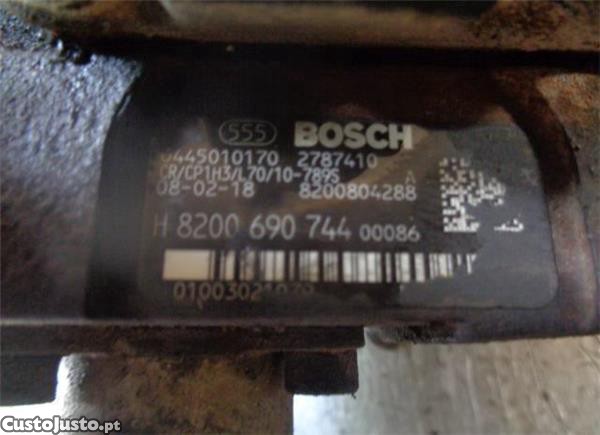 555 BOSCH
0445010170 2787410
CR/CP1H3/L70/10-789S A
08-02-18 8200804288
H 8200 690 744 00086
CustoJusto.pt